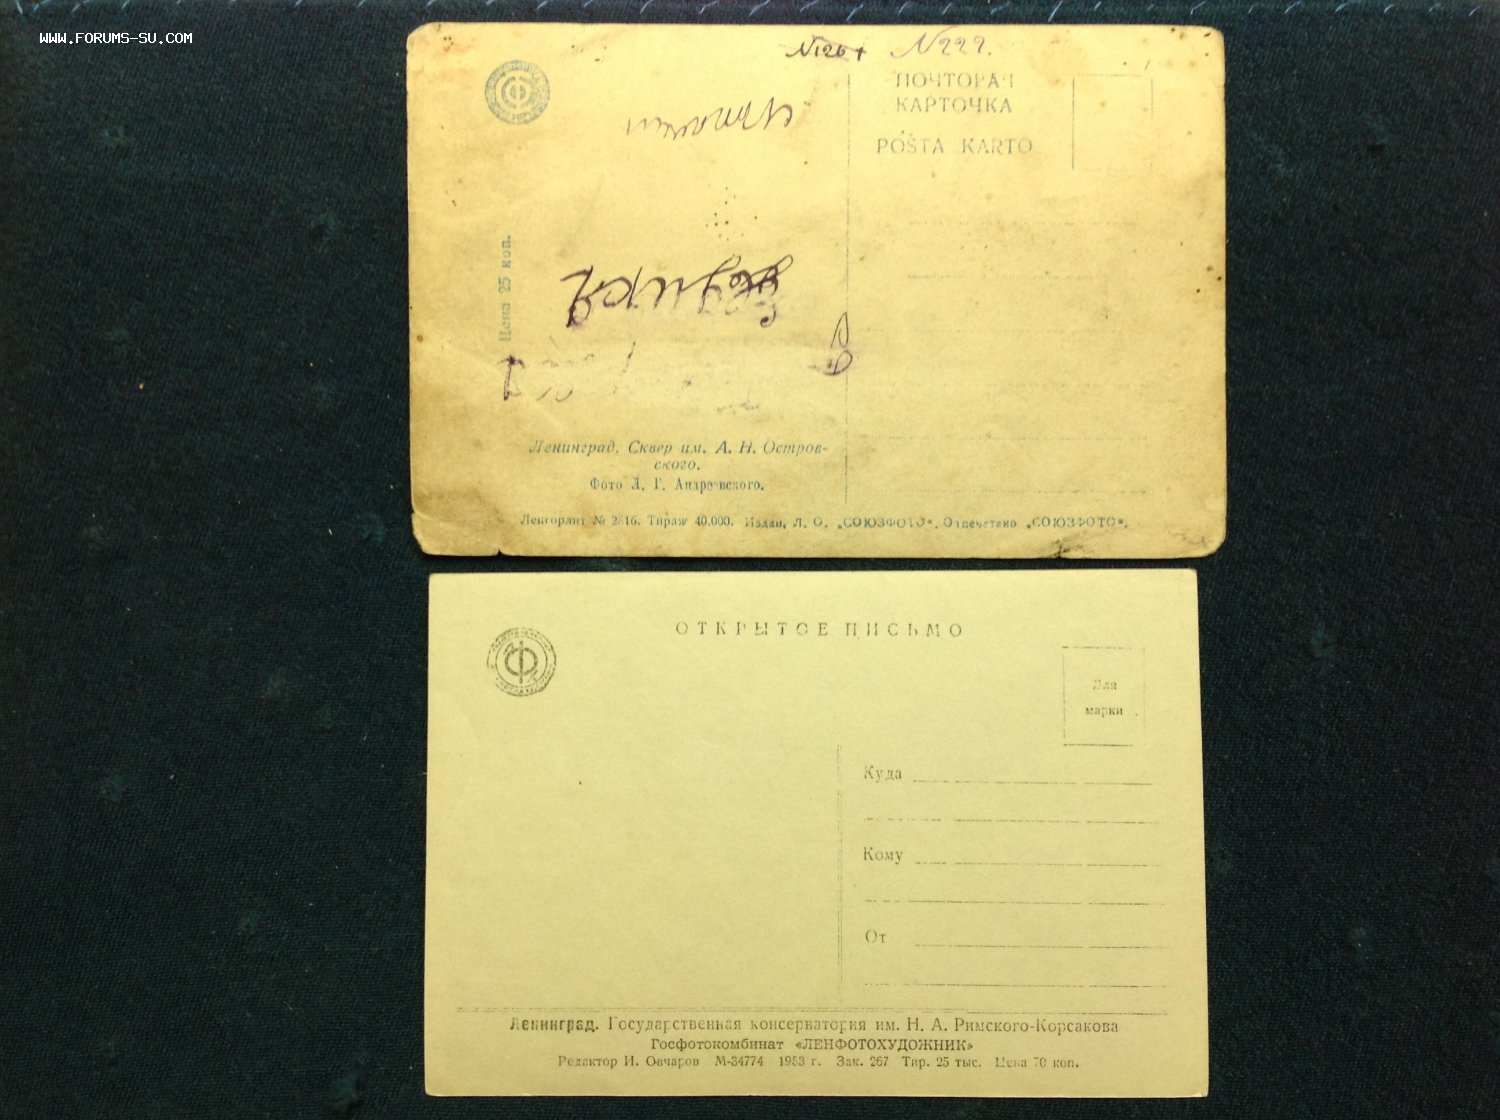 WWW.FORUMS-SU.COM
N126 N227.
ПОЧТОВАЯ
КАРТОЧКА
POŜTA KARTO
Цена 25 коп.
Ленинград. Сквер им. А. Н. Остров-
ского.
Фото Л. Г. Андреевского.
Ленгорлит № 2816. Тираж 40.000. Издан. Л. О. „СОЮЗФОТО“. Отпечатано „СОЮЗФОТО“.
ОТКРЫТОЕ ПИСЬМО
Для
марки
Куда
Кому
От
Ленинград. Государственная консерватория им. Н. А. Римского-Корсакова
Госфотокомбинат «ЛЕНФОТОХУДОЖНИК»
Редактор И. Овчаров М-34774 1953 г. Зак. 267 Тир. 25 тыс. Цена 70 коп.